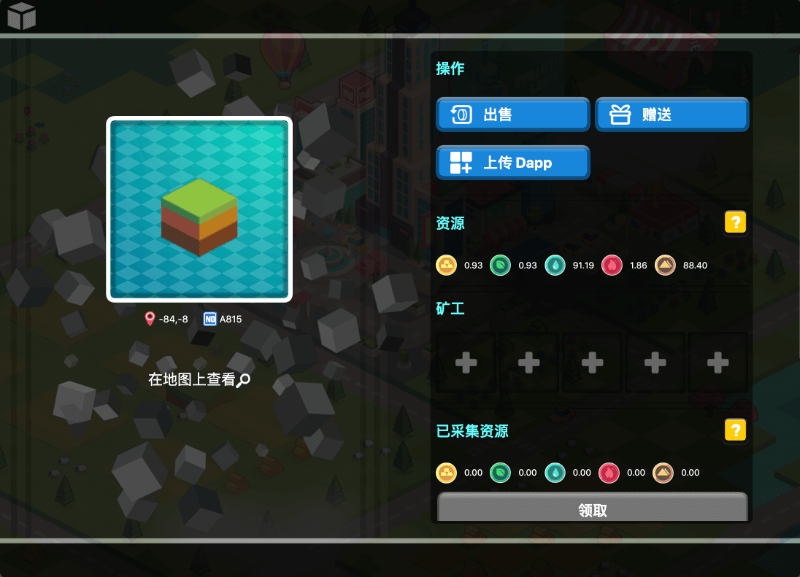 操作
出售
赠送
上传 Dapp
资源
?
0.93 0.93 91.19 1.86 88.40
矿工
-84,-8 NO A815
在地图上查看
已采集资源
?
0.00 0.00 0.00 0.00 0.00
领取